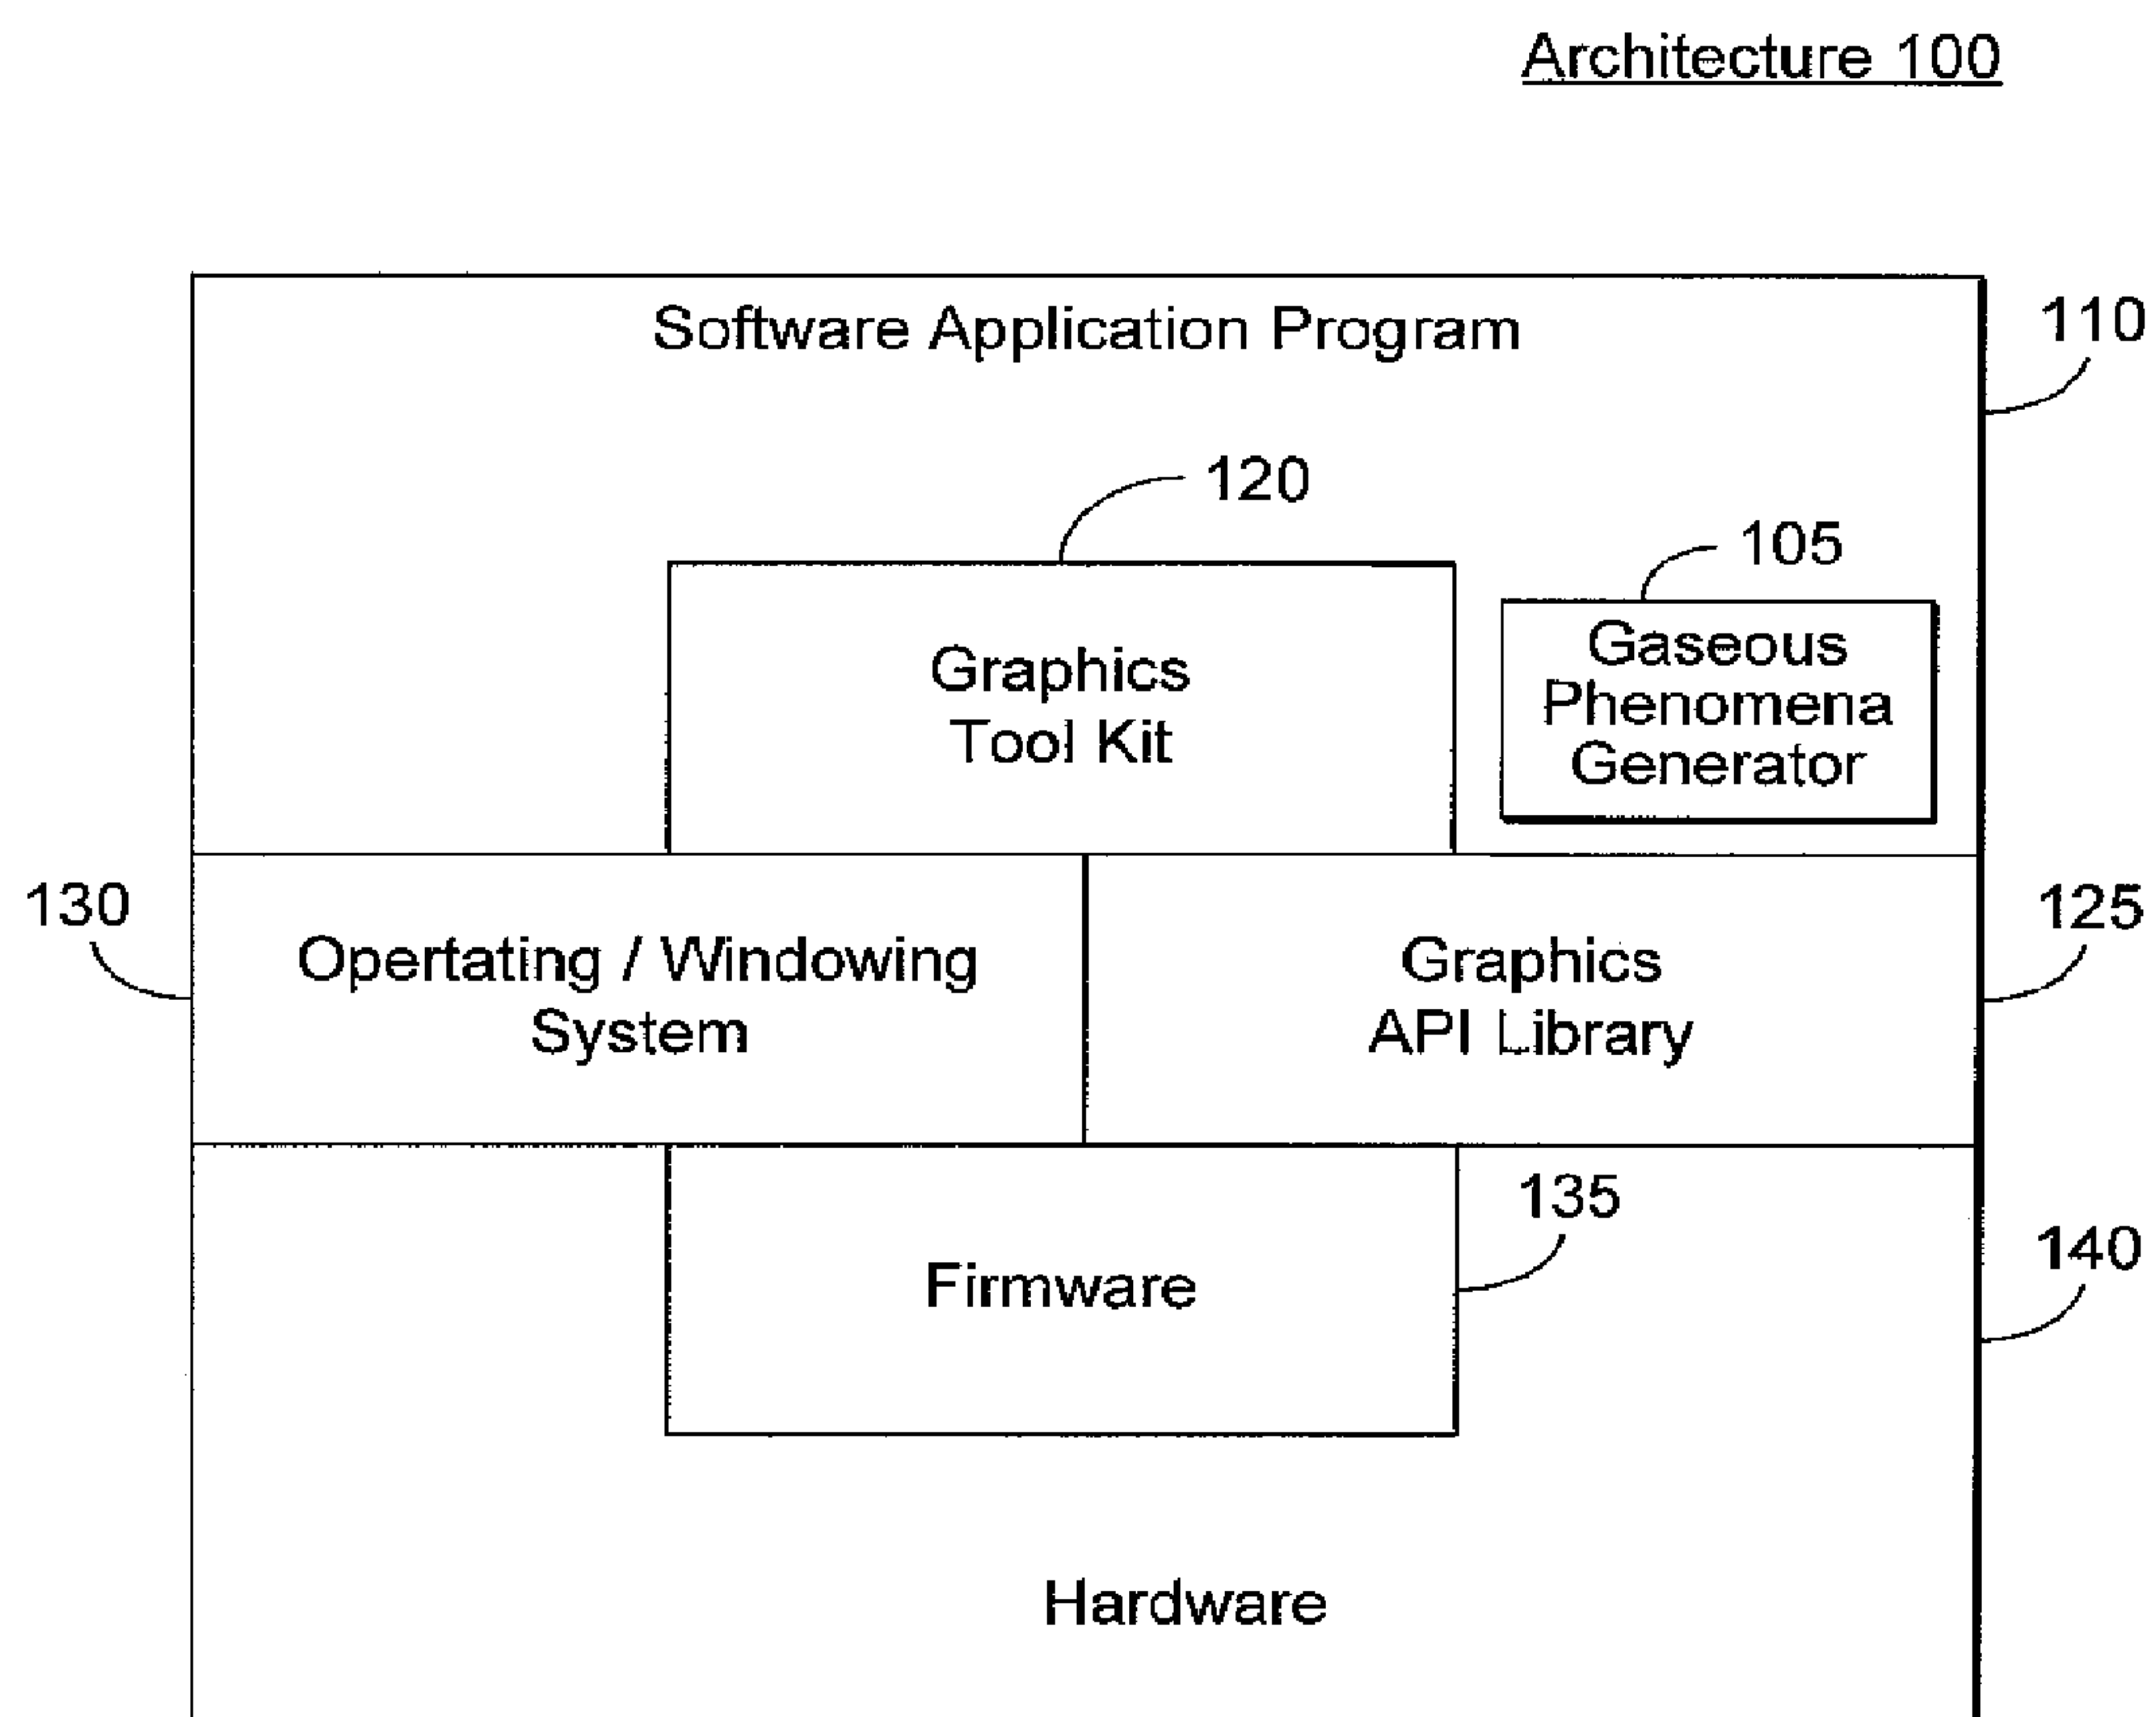 Architecture 100
Software Application Program
110
120
105
Graphics
Tool Kit
Gaseous
Phenomena
Generator
130
125
Opertating / Windowing
System
Graphics
API Library
135
140
Firmware
Hardware